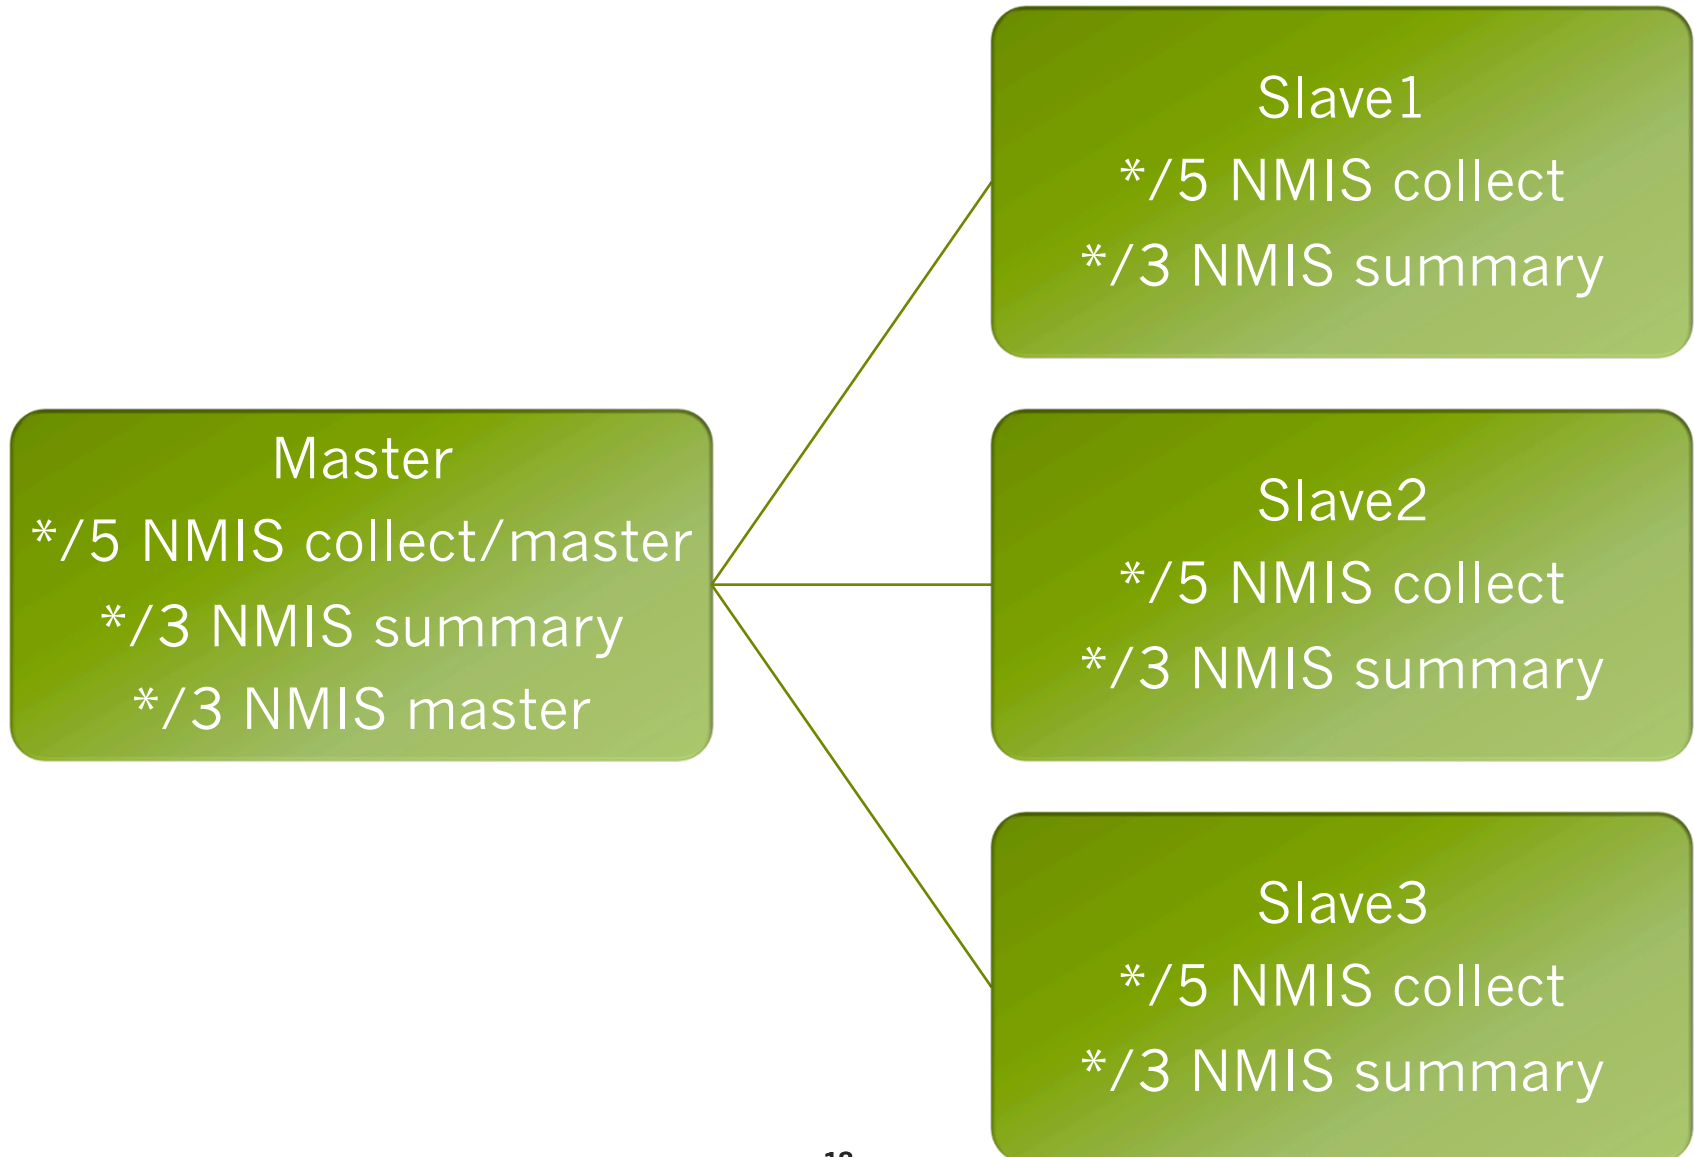 Master
*/5 NMIS collect/master
*/3 NMIS summary
*/3 NMIS master
Slave1
*/5 NMIS collect
*/3 NMIS summary
Slave2
*/5 NMIS collect
*/3 NMIS summary
Slave3
*/5 NMIS collect
*/3 NMIS summary